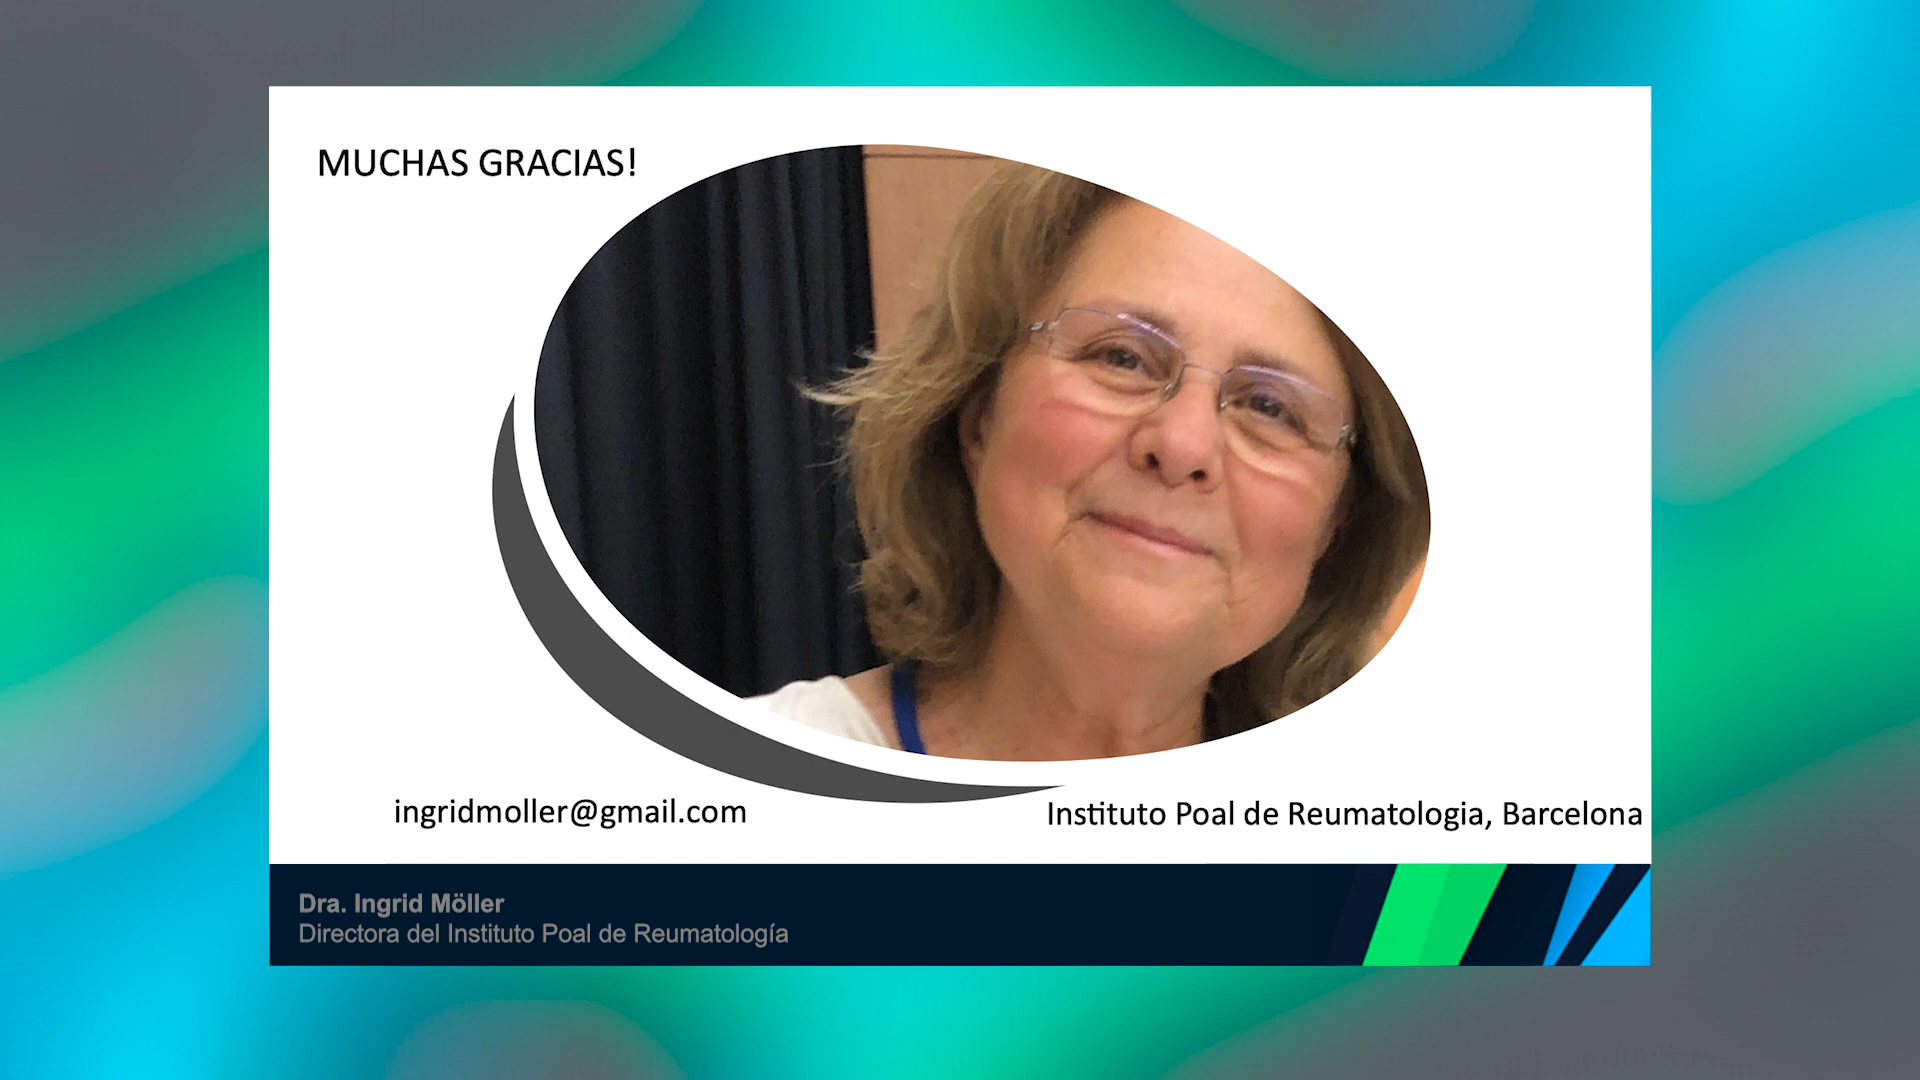 MUCHAS GRACIAS!
ingridmoller@gmail.com
Instituto Poal de Reumatologia, Barcelona
Dra. Ingrid Möller
Directora del Instituto Poal de Reumatología